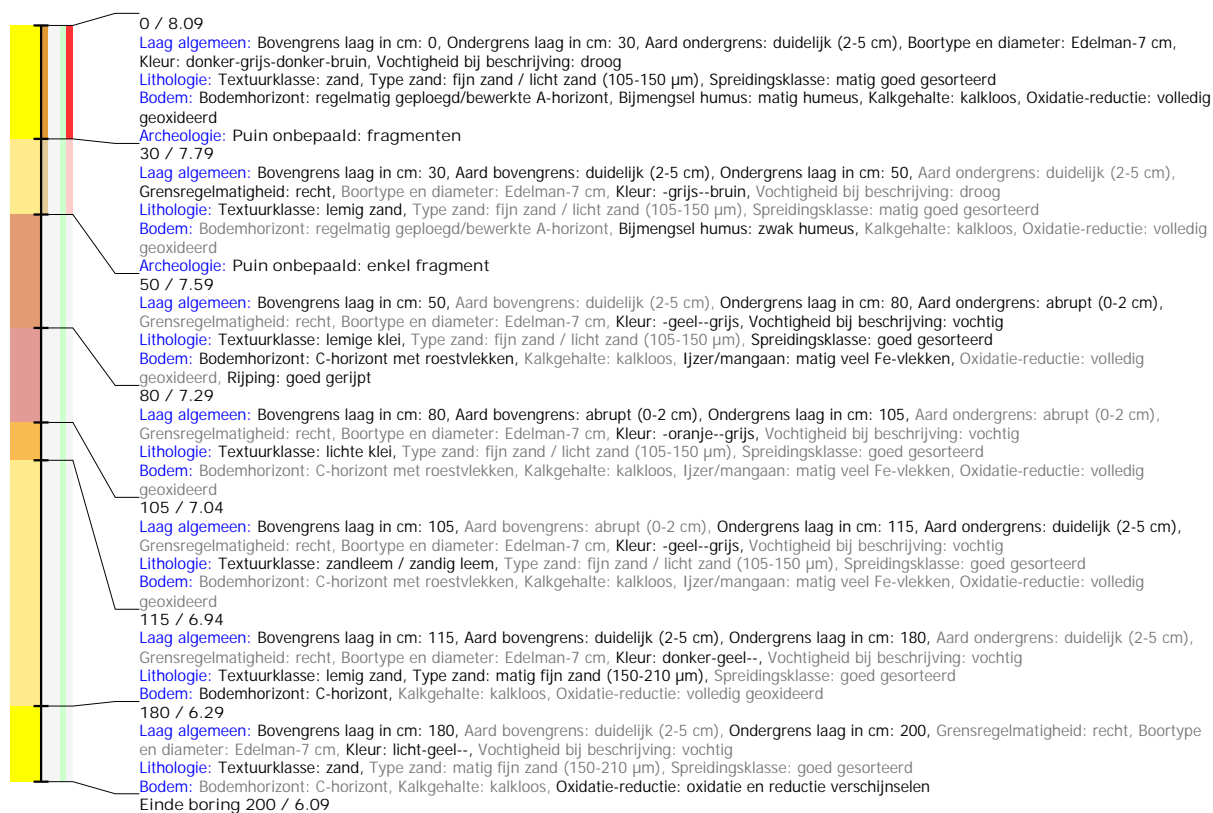 0 / 8.09
Laag algemeen: Bovengrens laag in cm: 0, Ondergrens laag in cm: 30, Aard ondergrens: duidelijk (2-5 cm), Boortype en diameter: Edelman-7 cm,
Kleur: donker-grijs-donker-bruin, Vochtigheid bij beschrijving: droog
Lithologie: Textuurklasse: zand, Type zand: fijn zand / licht zand (105-150 µm), Spreidingsklasse: matig goed gesorteerd
Bodem: Bodemhorizont: regelmatig geploegd/bewerkte A-horizont, Bijmengsel humus: matig humeus, Kalkgehalte: kalkloos, Oxidatie-reductie: volledig
geoxideerd
Archeologie: Puin onbepaald: fragmenten
30 / 7.79
Laag algemeen: Bovengrens laag in cm: 30, Aard bovengrens: duidelijk (2-5 cm), Ondergrens laag in cm: 50, Aard ondergrens: duidelijk (2-5 cm),
Grensregelmatigheid: recht, Boortype en diameter: Edelman-7 cm, Kleur: -grijs--bruin, Vochtigheid bij beschrijving: droog
Lithologie: Textuurklasse: lemig zand, Type zand: fijn zand / licht zand (105-150 µm), Spreidingsklasse: matig goed gesorteerd
Bodem: Bodemhorizont: regelmatig geploegd/bewerkte A-horizont, Bijmengsel humus: zwak humeus, Kalkgehalte: kalkloos, Oxidatie-reductie: volledig
geoxideerd
Archeologie: Puin onbepaald: enkel fragment
50 / 7.59
Laag algemeen: Bovengrens laag in cm: 50, Aard bovengrens: duidelijk (2-5 cm), Ondergrens laag in cm: 80, Aard ondergrens: abrupt (0-2 cm),
Grensregelmatigheid: recht, Boortype en diameter: Edelman-7 cm, Kleur: -geel--grijs, Vochtigheid bij beschrijving: vochtig
Lithologie: Textuurklasse: lemige klei, Type zand: fijn zand / licht zand (105-150 µm), Spreidingsklasse: goed gesorteerd
Bodem: Bodemhorizont: C-horizont met roestvlekken, Kalkgehalte: kalkloos, Ijzer/mangaan: matig veel Fe-vlekken, Oxidatie-reductie: volledig
geoxideerd, Rijping: goed gerijpt
80 / 7.29
Laag algemeen: Bovengrens laag in cm: 80, Aard bovengrens: abrupt (0-2 cm), Ondergrens laag in cm: 105, Aard ondergrens: abrupt (0-2 cm),
Grensregelmatigheid: recht, Boortype en diameter: Edelman-7 cm, Kleur: -oranje--grijs, Vochtigheid bij beschrijving: vochtig
Lithologie: Textuurklasse: lichte klei, Type zand: fijn zand / licht zand (105-150 µm), Spreidingsklasse: goed gesorteerd
Bodem: Bodemhorizont: C-horizont met roestvlekken, Kalkgehalte: kalkloos, Ijzer/mangaan: matig veel Fe-vlekken, Oxidatie-reductie: volledig
geoxideerd
105 / 7.04
Laag algemeen: Bovengrens laag in cm: 105, Aard bovengrens: abrupt (0-2 cm), Ondergrens laag in cm: 115, Aard ondergrens: duidelijk (2-5 cm),
Grensregelmatigheid: recht, Boortype en diameter: Edelman-7 cm, Kleur: -geel--grijs, Vochtigheid bij beschrijving: vochtig
Lithologie: Textuurklasse: zandleem / zandig leem, Type zand: fijn zand / licht zand (105-150 µm), Spreidingsklasse: goed gesorteerd
Bodem: Bodemhorizont: C-horizont met roestvlekken, Kalkgehalte: kalkloos, Ijzer/mangaan: matig veel Fe-vlekken, Oxidatie-reductie: volledig
geoxideerd
115 / 6.94
Laag algemeen: Bovengrens laag in cm: 115, Aard bovengrens: duidelijk (2-5 cm), Ondergrens laag in cm: 180, Aard ondergrens: duidelijk (2-5 cm),
Grensregelmatigheid: recht, Boortype en diameter: Edelman-7 cm, Kleur: donker-geel--, Vochtigheid bij beschrijving: vochtig
Lithologie: Textuurklasse: lemig zand, Type zand: matig fijn zand (150-210 µm), Spreidingsklasse: goed gesorteerd
Bodem: Bodemhorizont: C-horizont, Kalkgehalte: kalkloos, Oxidatie-reductie: volledig geoxideerd
180 / 6.29
Laag algemeen: Bovengrens laag in cm: 180, Aard bovengrens: duidelijk (2-5 cm), Ondergrens laag in cm: 200, Grensregelmatigheid: recht, Boortype
en diameter: Edelman-7 cm, Kleur: licht-geel--, Vochtigheid bij beschrijving: vochtig
Lithologie: Textuurklasse: zand, Type zand: matig fijn zand (150-210 µm), Spreidingsklasse: goed gesorteerd
Bodem: Bodemhorizont: C-horizont, Kalkgehalte: kalkloos, Oxidatie-reductie: oxidatie en reductie verschijnselen
Einde boring 200 / 6.09